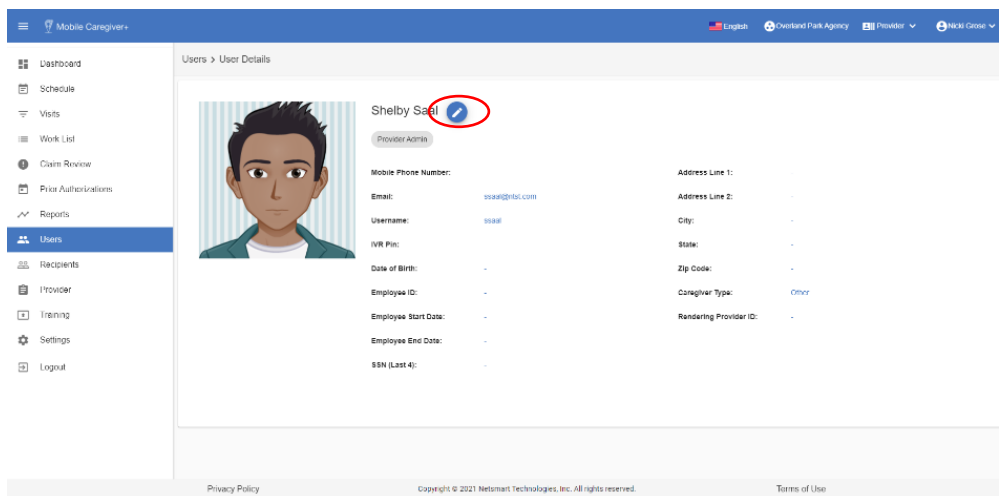 Mobile Caregiver+
English
Overland Park Agency
Provider
Nicki Grose
Dashboard
Schedule
Visits
Work List
Claim Review
Prior Authorizations
Reports
Users
Recipients
Provider
Training
Settings
Logout
Users > User Details
Shelby Saal
Provider Admin
Mobile Phone Number:
Email: ssaal@ntst.com
Username: ssaal
IVR Pin:
Date of Birth: -
Employee ID: -
Employee Start Date: -
Employee End Date: -
SSN (Last 4): -
Address Line 1:
Address Line 2: -
City: -
State: -
Zip Code: -
Caregiver Type: Other
Rendering Provider ID: -
Privacy Policy
Copyright © 2021 Netsmart Technologies, Inc. All rights reserved.
Terms of Use